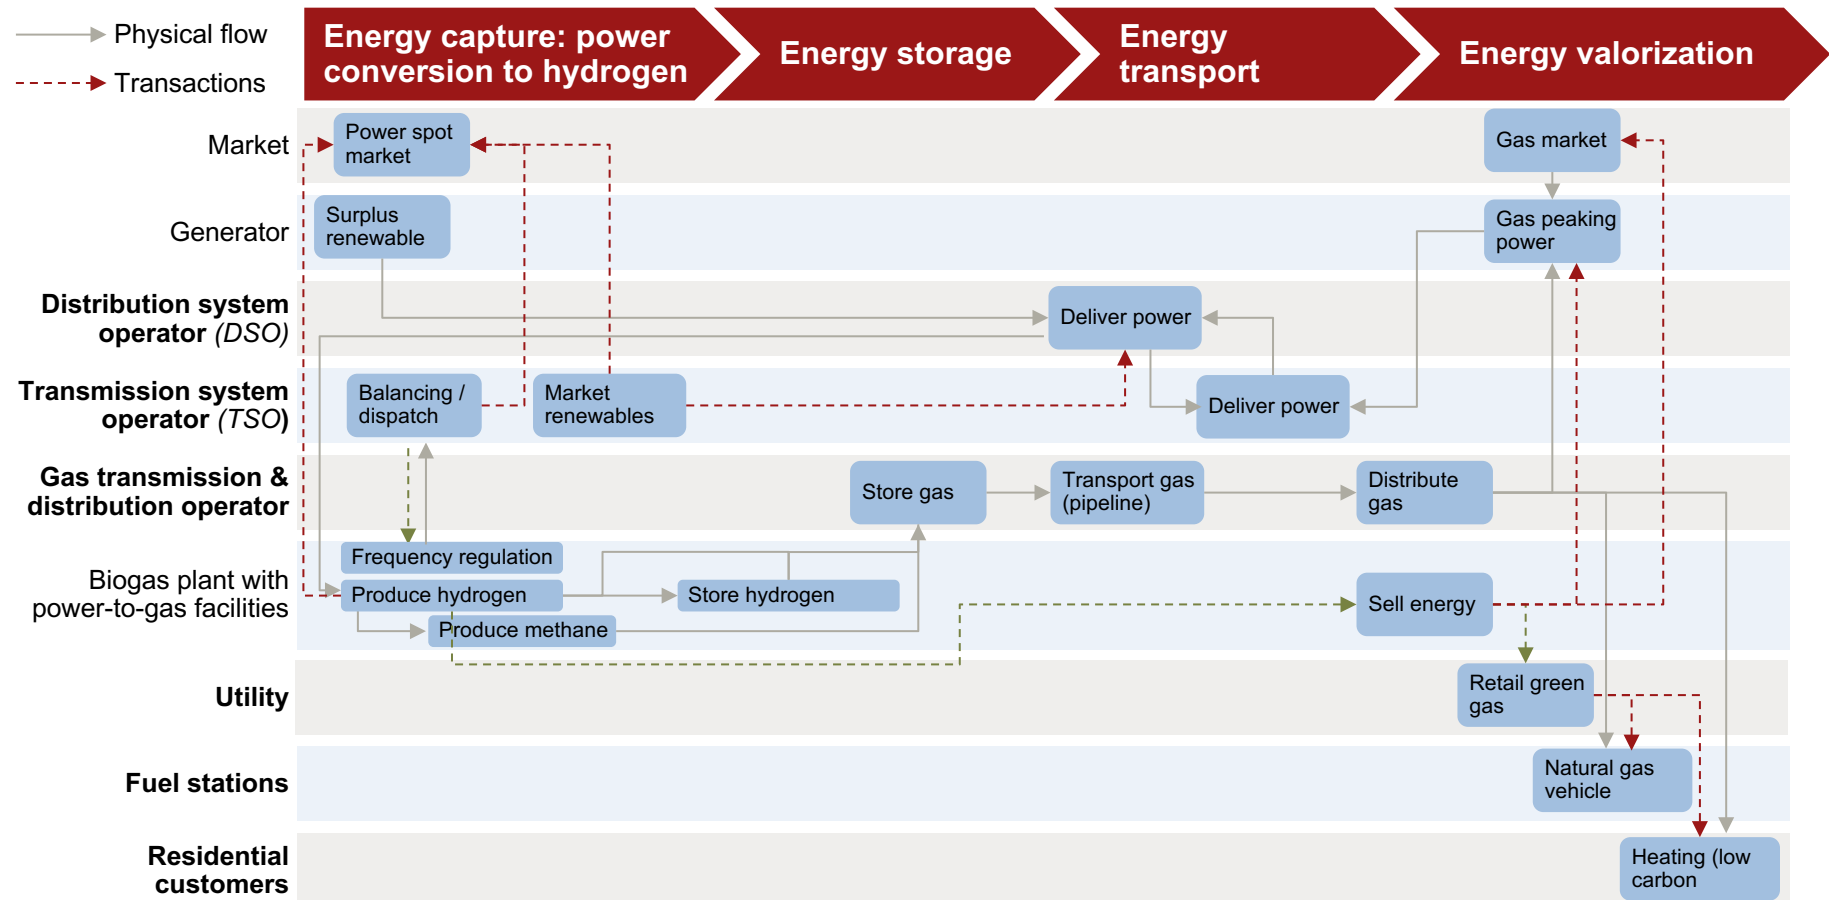 Physical flow
Transactions
Energy capture: power
conversion to hydrogen
Energy storage
Energy
transport
Energy valorization
Market
Power spot
market
Gas market
Generator
Surplus
renewable
Gas peaking
power
Distribution system
operator (DSO)
Deliver power
Transmission system
operator (TSO)
Balancing /
dispatch
Market
renewables
Deliver power
Gas transmission &
distribution operator
Store gas
Transport gas
(pipeline)
Distribute
gas
Biogas plant with
power-to-gas facilities
Frequency regulation
Produce hydrogen
Store hydrogen
Produce methane
Sell energy
Utility
Retail green
gas
Fuel stations
Natural gas
vehicle
Residential
customers
Heating (low
carbon